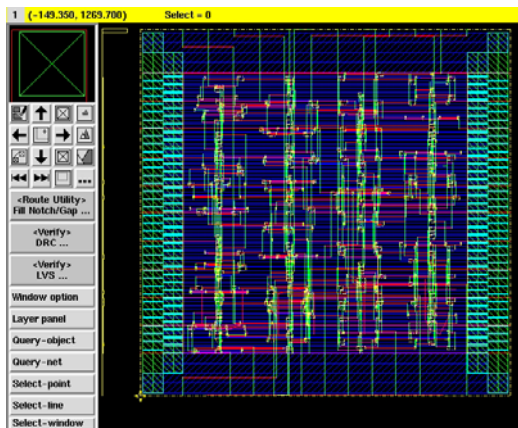 1 (-149.350, 1269.700) Select = 0
<Route Utility>
Fill Notch/Gap ...
<Verify>
DRC ...
<Verify>
LVS ...
Window option
Layer panel
Query-object
Query-net
Select-point
Select-line
Select-window